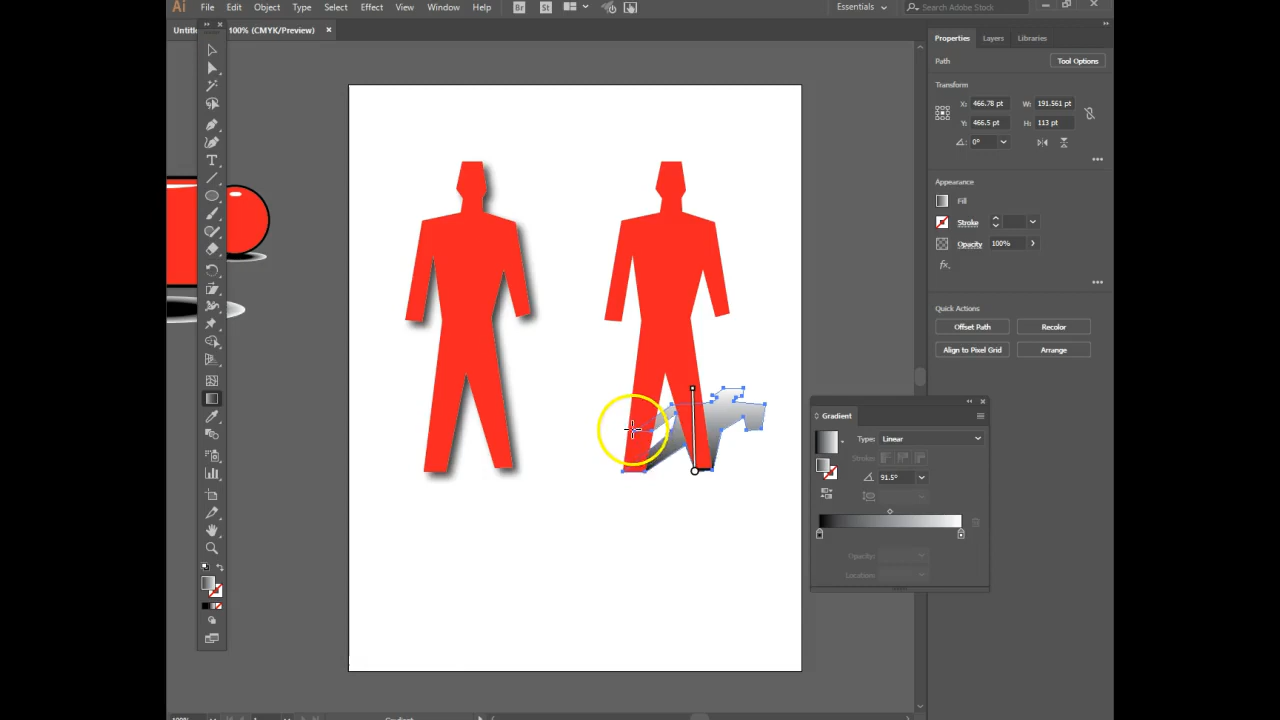 Ai File Edit Object Type Select Effect View Window Help Br St Essentials Search Adobe Stock
100% (CMYK/Preview) ×
Properties Layers Libraries
Path Tool Options
Transform
X: 466.78 pt W: 191.561 pt
Y: 466.5 pt H: 113 pt
0°
Appearance
Fill
Stroke
Opacity 100%
fx.
Quick Actions
Offset Path Recolor
Align to Pixel Grid Arrange
Gradient
Type: Linear
Stroke:
91.5°
Opacity:
Location: